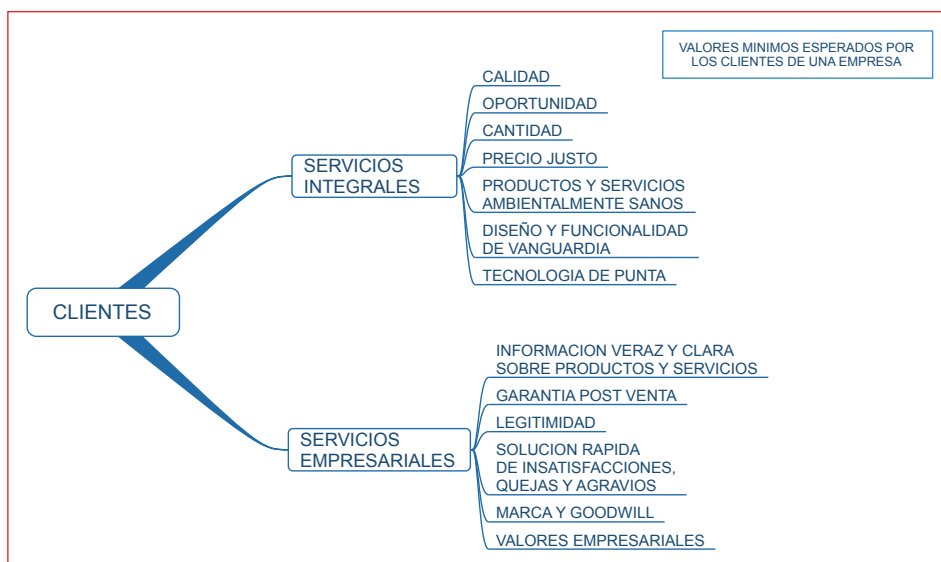 VALORES MINIMOS ESPERADOS POR
LOS CLIENTES DE UNA EMPRESA
CLIENTES
SERVICIOS
INTEGRALES
CALIDAD
OPORTUNIDAD
CANTIDAD
PRECIO JUSTO
PRODUCTOS Y SERVICIOS
AMBIENTALMENTE SANOS
DISEÑO Y FUNCIONALIDAD
DE VANGUARDIA
TECNOLOGIA DE PUNTA
SERVICIOS
EMPRESARIALES
INFORMACION VERAZ Y CLARA
SOBRE PRODUCTOS Y SERVICIOS
GARANTIA POST VENTA
LEGITIMIDAD
SOLUCION RAPIDA
DE INSATISFACCIONES,
QUEJAS Y AGRAVIOS
MARCA Y GOODWILL
VALORES EMPRESARIALES